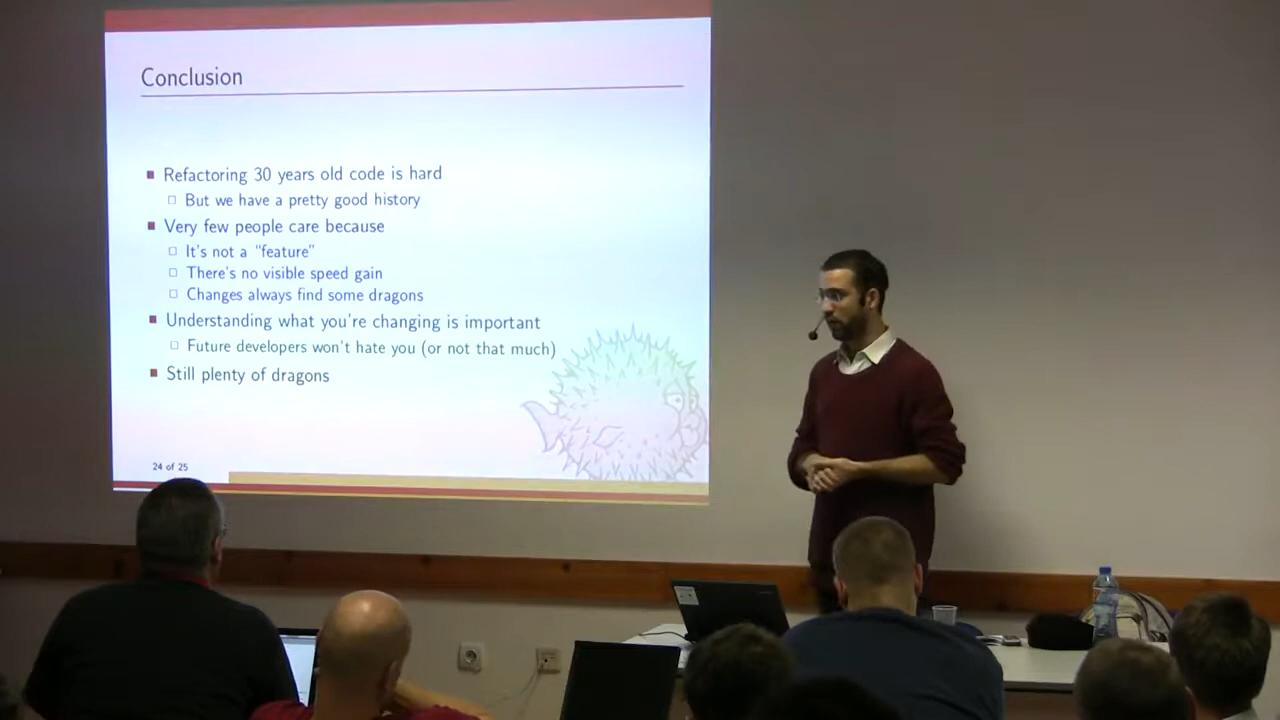 Conclusion
Refactoring 30 years old code is hard
But we have a pretty good history
Very few people care because
It's not a "feature"
There's no visible speed gain
Changes always find some dragons
Understanding what you're changing is important
Future developers won't hate you (or not that much)
Still plenty of dragons
24 of 25